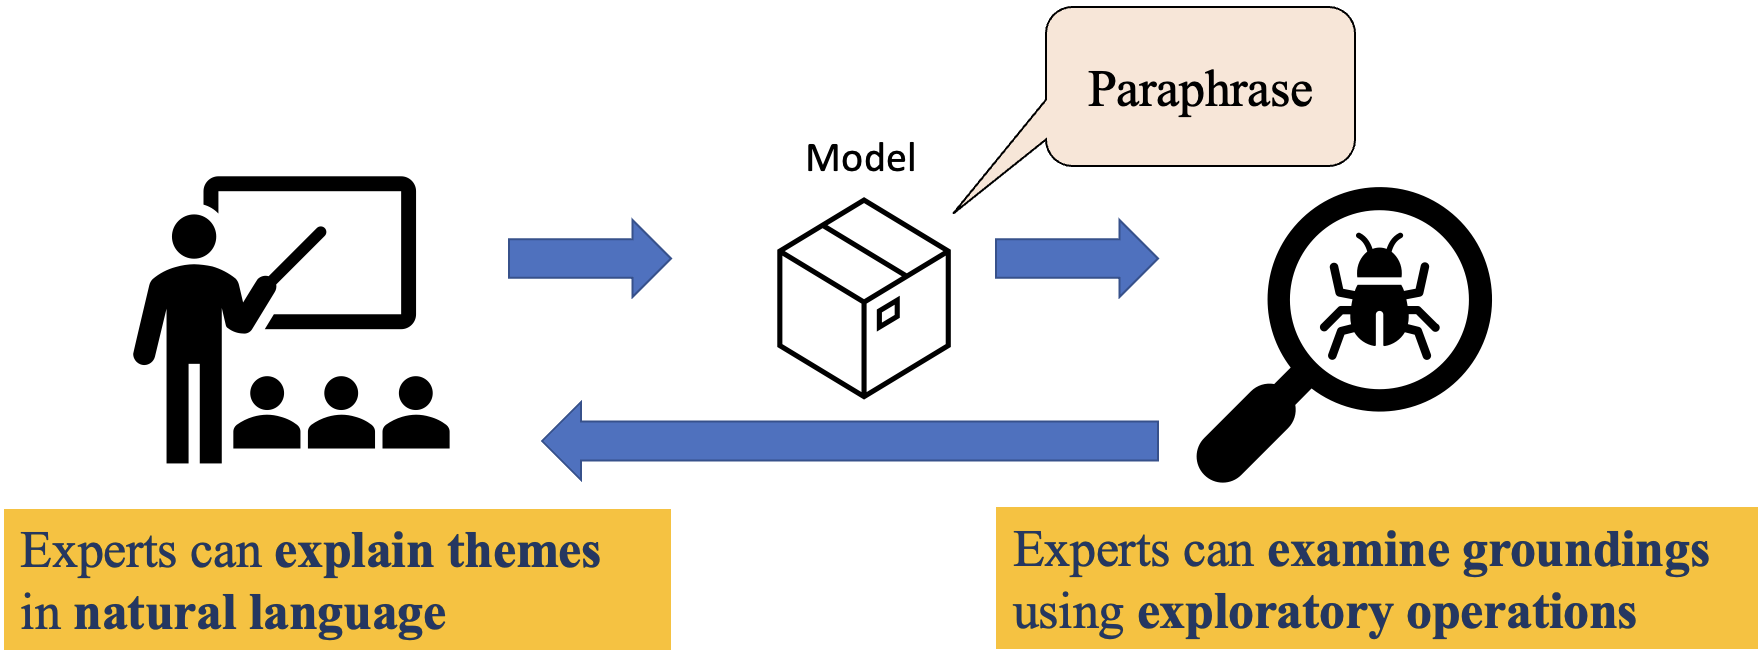 Paraphrase
Model
Experts can explain themes
in natural language
Experts can examine groundings
using exploratory operations